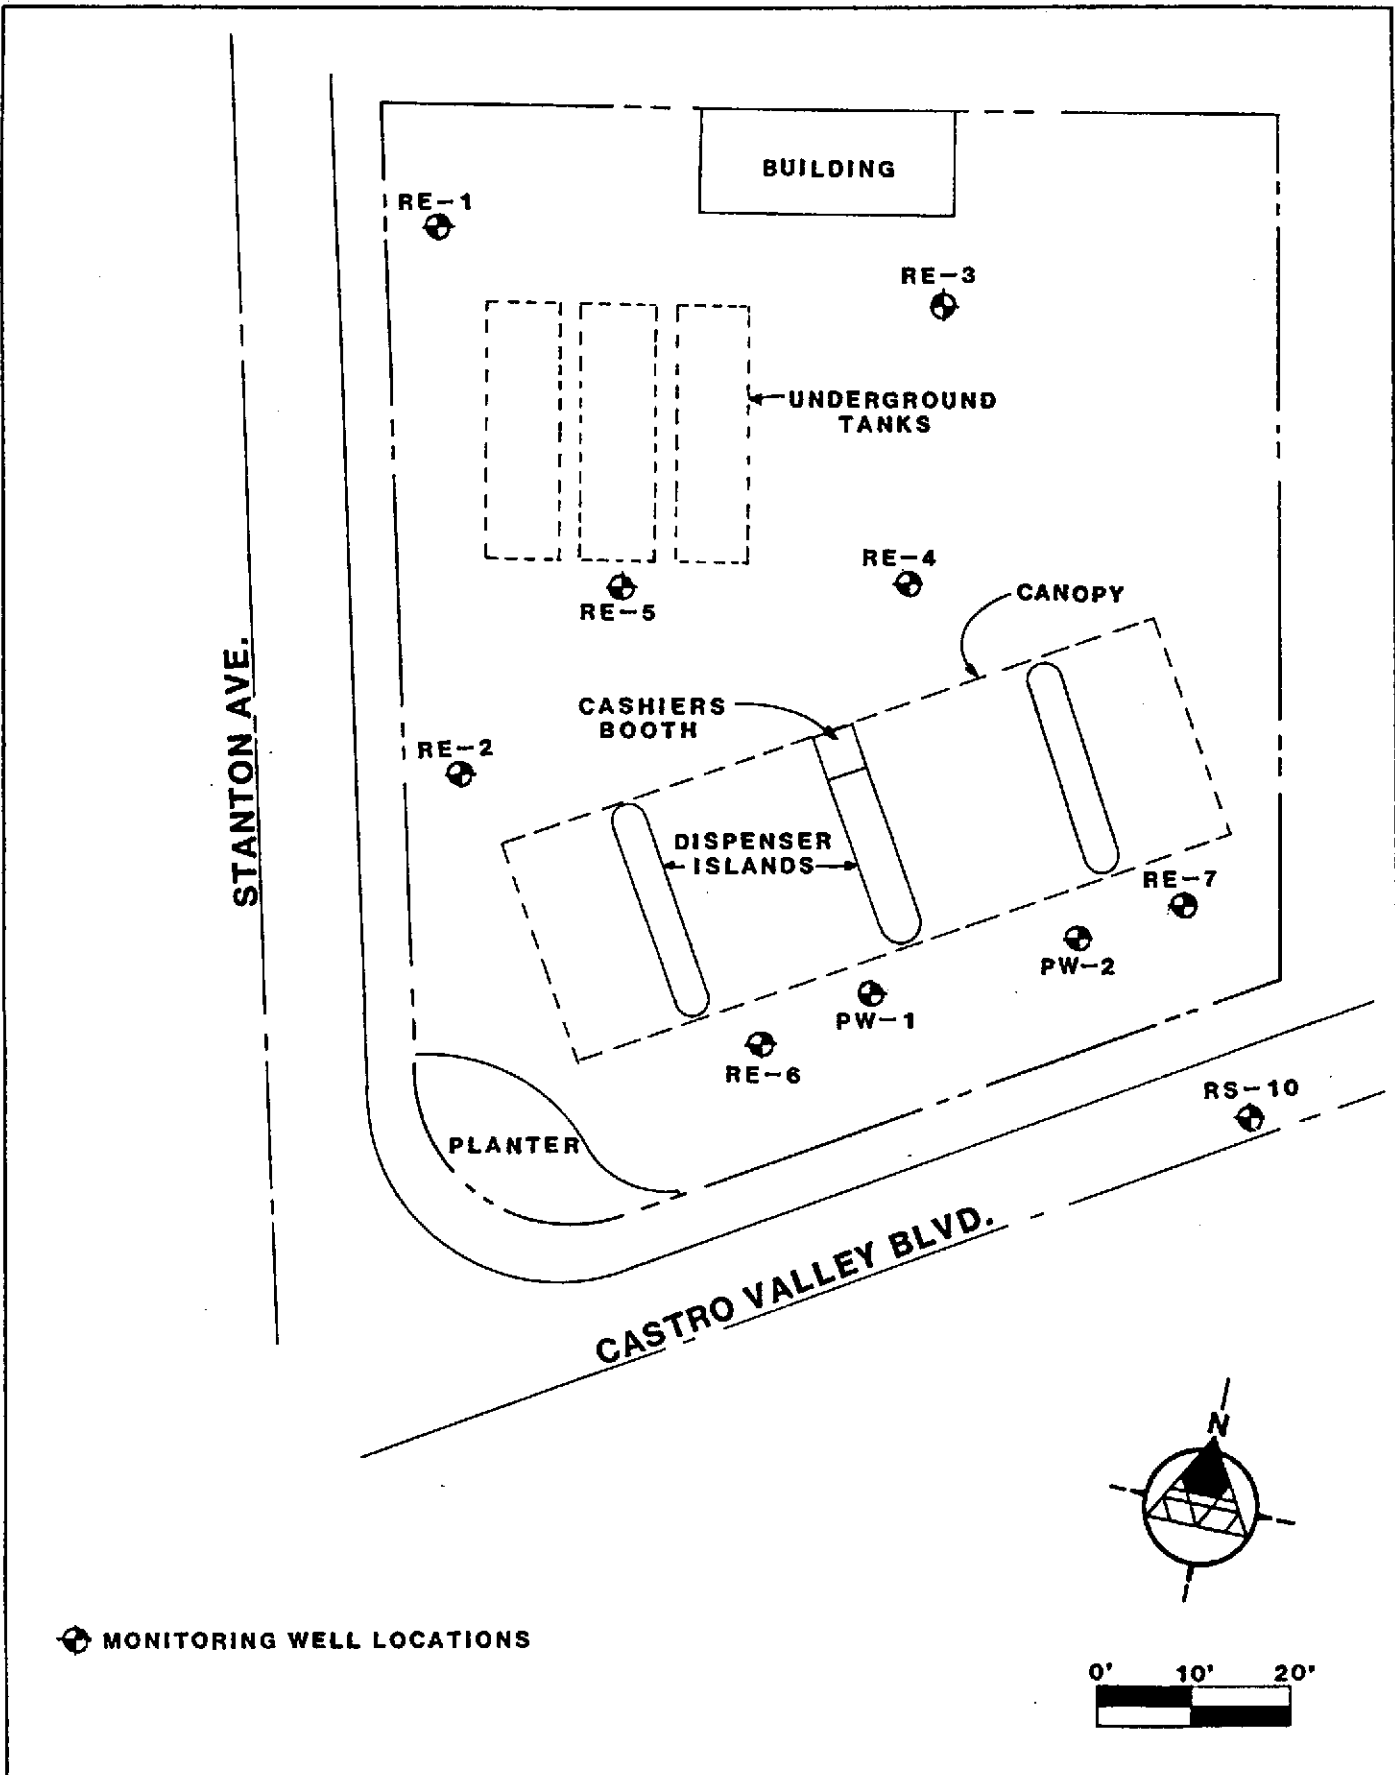 BUILDING
RE-1
RE-3
UNDERGROUND
TANKS
RE-4
CANOPY
RE-5
STANTON AVE.
CASHIERS
BOOTH
RE-2
DISPENSER
ISLANDS
RE-7
PW-2
PW-1
RE-6
RS-10
PLANTER
CASTRO VALLEY BLVD.
N
MONITORING WELL LOCATIONS
0' 10' 20'